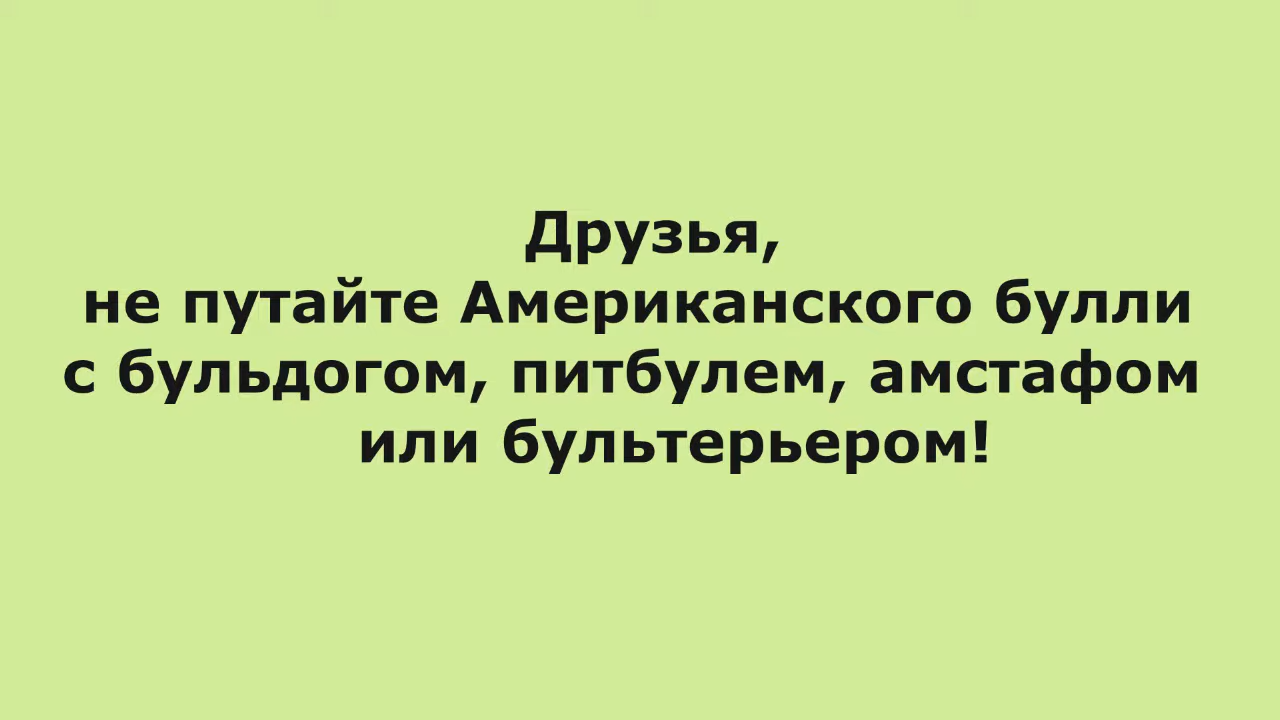 Друзья,
не путайте Американского булли
с бульдогом, питбулем, амстафом
или бультерьером!